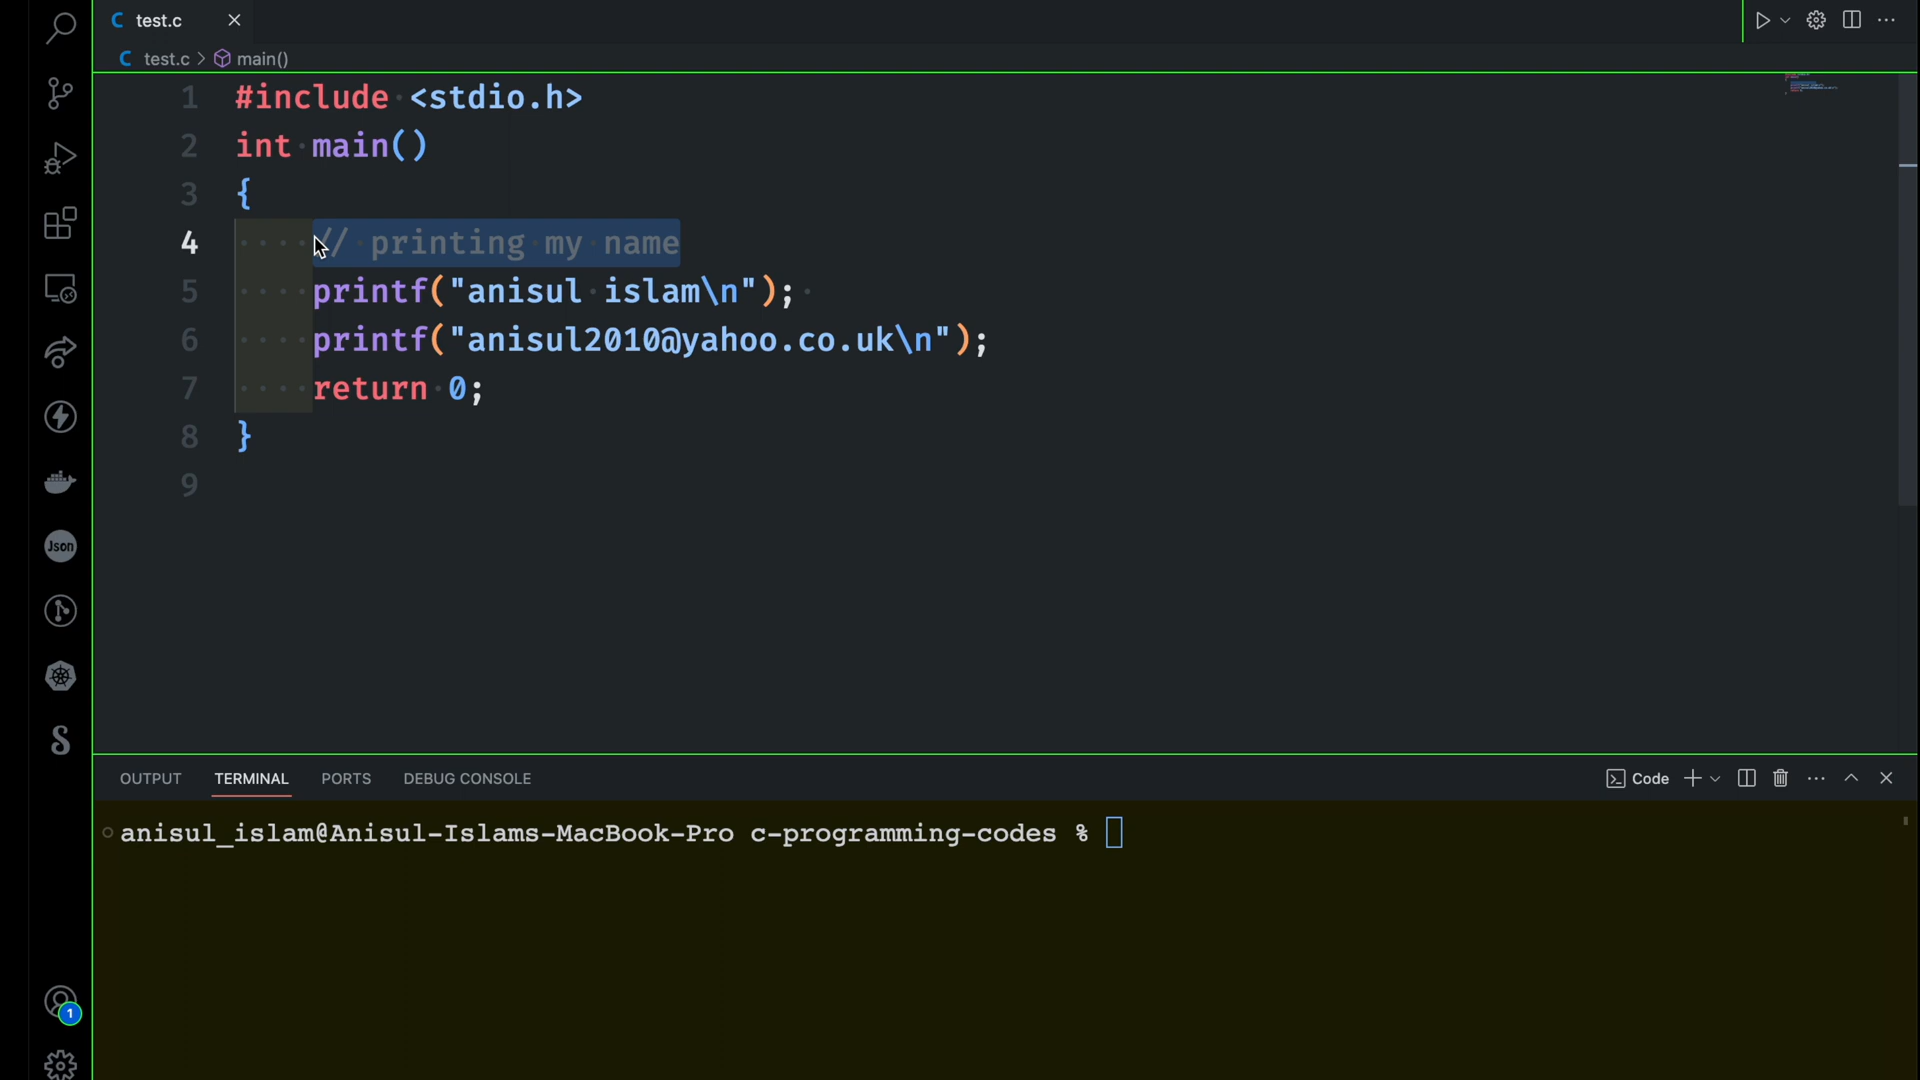 test.c
test.c > main()
1 #include <stdio.h>
2 int main()
3 {
4 // printing my name
5 printf("anisul islam\n");
6 printf("anisul2010@yahoo.co.uk\n");
7 return 0;
8 }
9
Json
OUTPUT TERMINAL PORTS DEBUG CONSOLE Code
anisul_islam@Anisul-Islams-MacBook-Pro c-programming-codes %
1